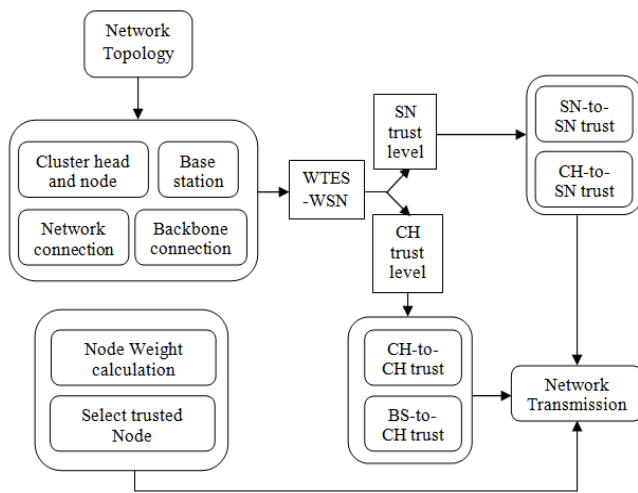 Network
Topology
Cluster head
and node
Base
station
Network
connection
Backbone
connection
WTES
-WSN
SN
trust
level
CH
trust
level
SN-to-
SN trust
CH-to-
SN trust
Node Weight
calculation
Select trusted
Node
CH-to-
CH trust
BS-to-
CH trust
Network
Transmission